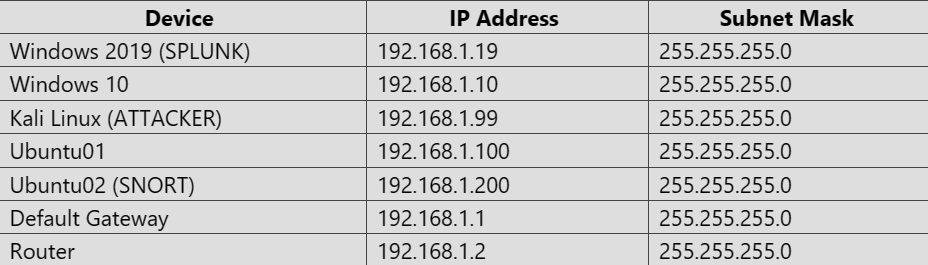 Device IP Address Subnet Mask
Windows 2019 (SPLUNK) 192.168.1.19 255.255.255.0
Windows 10 192.168.1.10 255.255.255.0
Kali Linux (ATTACKER) 192.168.1.99 255.255.255.0
Ubuntu01 192.168.1.100 255.255.255.0
Ubuntu02 (SNORT) 192.168.1.200 255.255.255.0
Default Gateway 192.168.1.1 255.255.255.0
Router 192.168.1.2 255.255.255.0